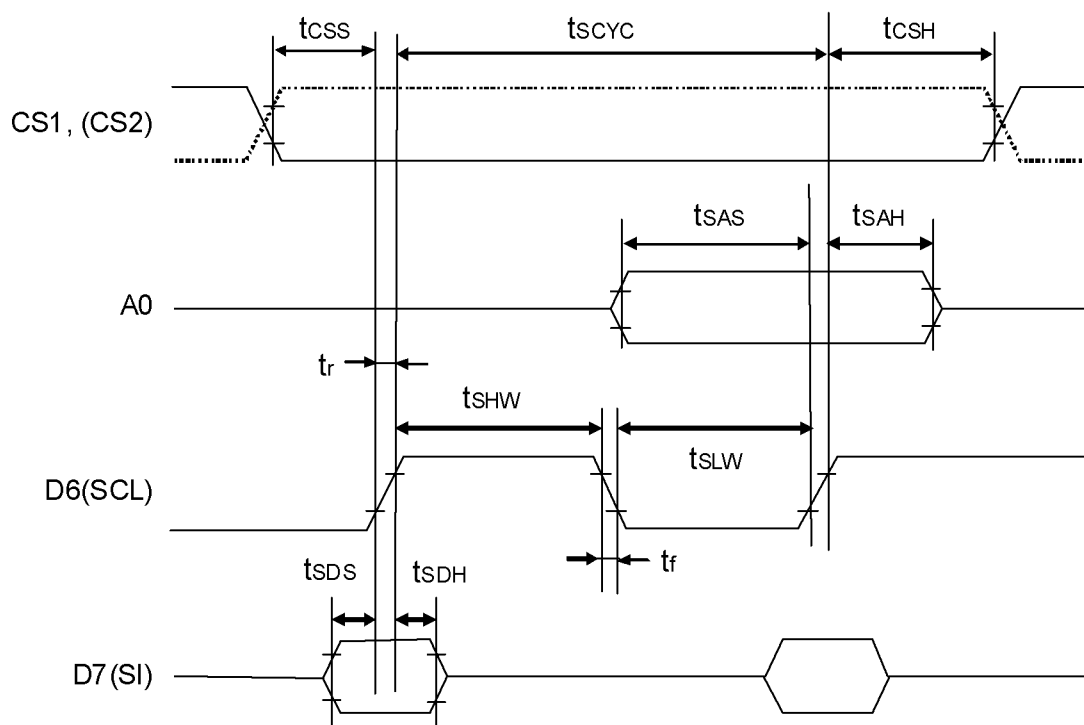 tCSS
tSCYC
tCSH
CS1, (CS2)
tSAS
tSAH
A0
tr
tSHW
tSLW
D6(SCL)
tf
tSDS
tSDH
D7(SI)